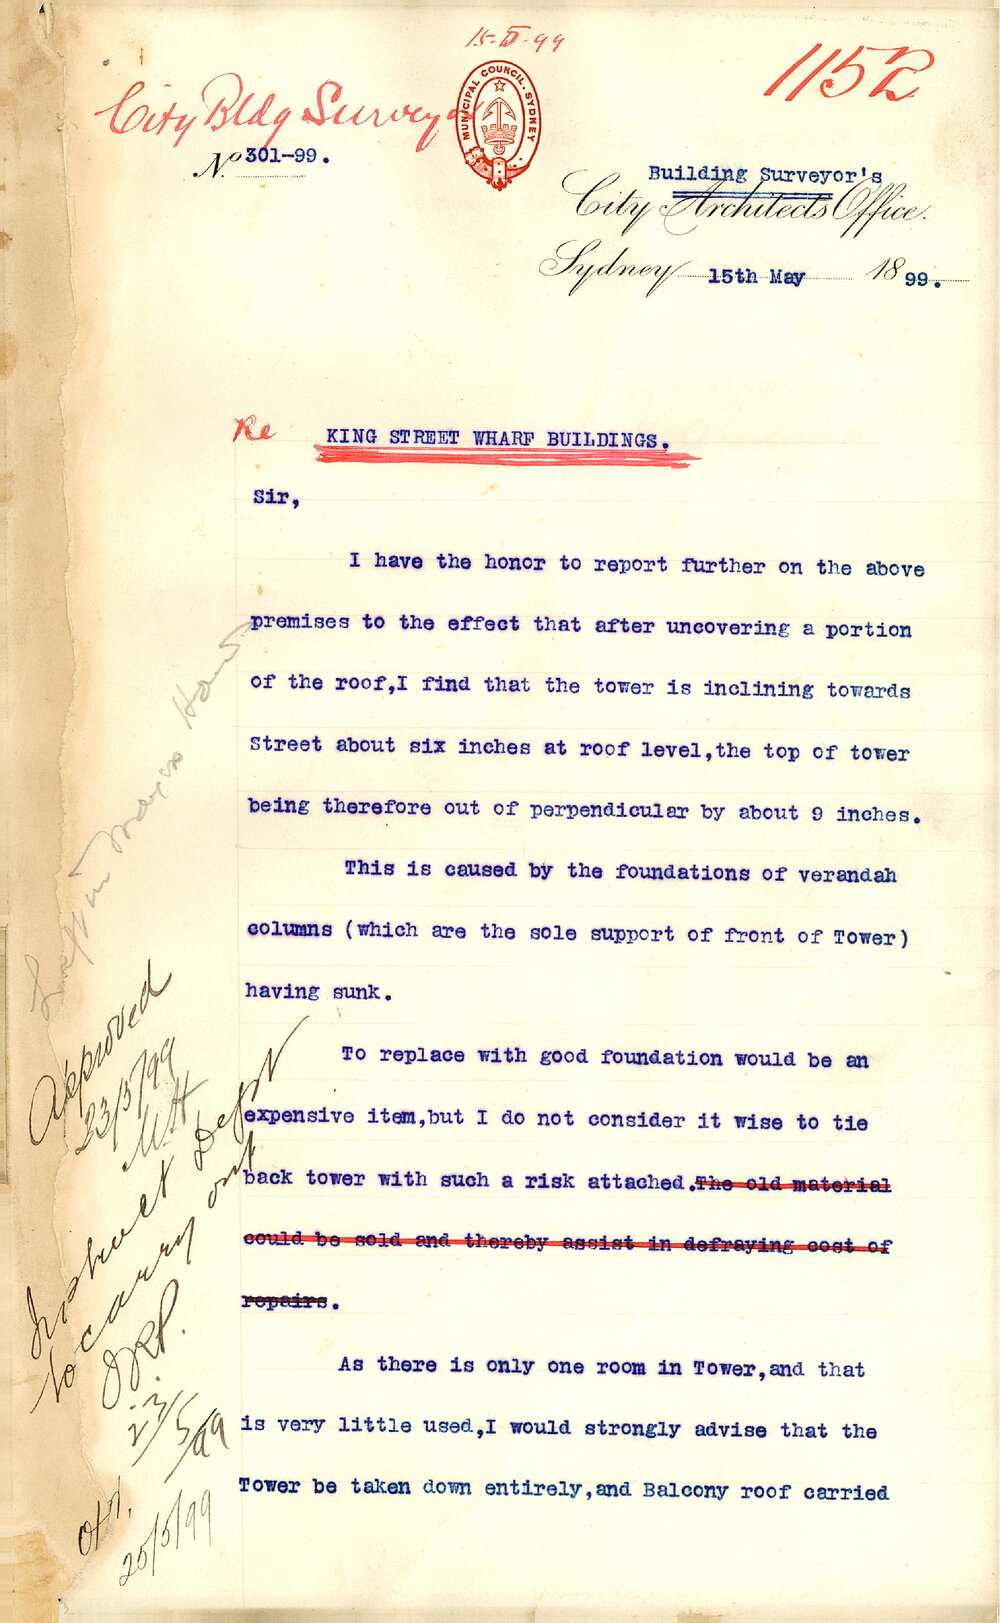 15-5-99
1152
City Bldg Surveyor
MUNICIPAL COUNCIL. SYDNEY
No 301-99.
Building Surveyor's
City Architects Office.
Sydney 15th May 1899.
Re KING STREET WHARF BUILDINGS.
Sir,
I have the honor to report further on the above
premises to the effect that after uncovering a portion
of the roof,I find that the tower is inclining towards
Street about six inches at roof level,the top of tower
being therefore out of perpendicular by about 9 inches.
This is caused by the foundations of verandah
columns (which are the sole support of front of Tower)
having sunk.
To replace with good foundation would be an
expensive item,but I do not consider it wise to tie
back tower with such a risk attached.The old material
could be sold and thereby assist in defraying cost of
repairs.
As there is only one room in Tower,and that
is very little used,I would strongly advise that the
Tower be taken down entirely,and Balcony roof carried
Approved
23/5/99
MH
Instruct Dept
to carry out
23/5/99
25/5/99